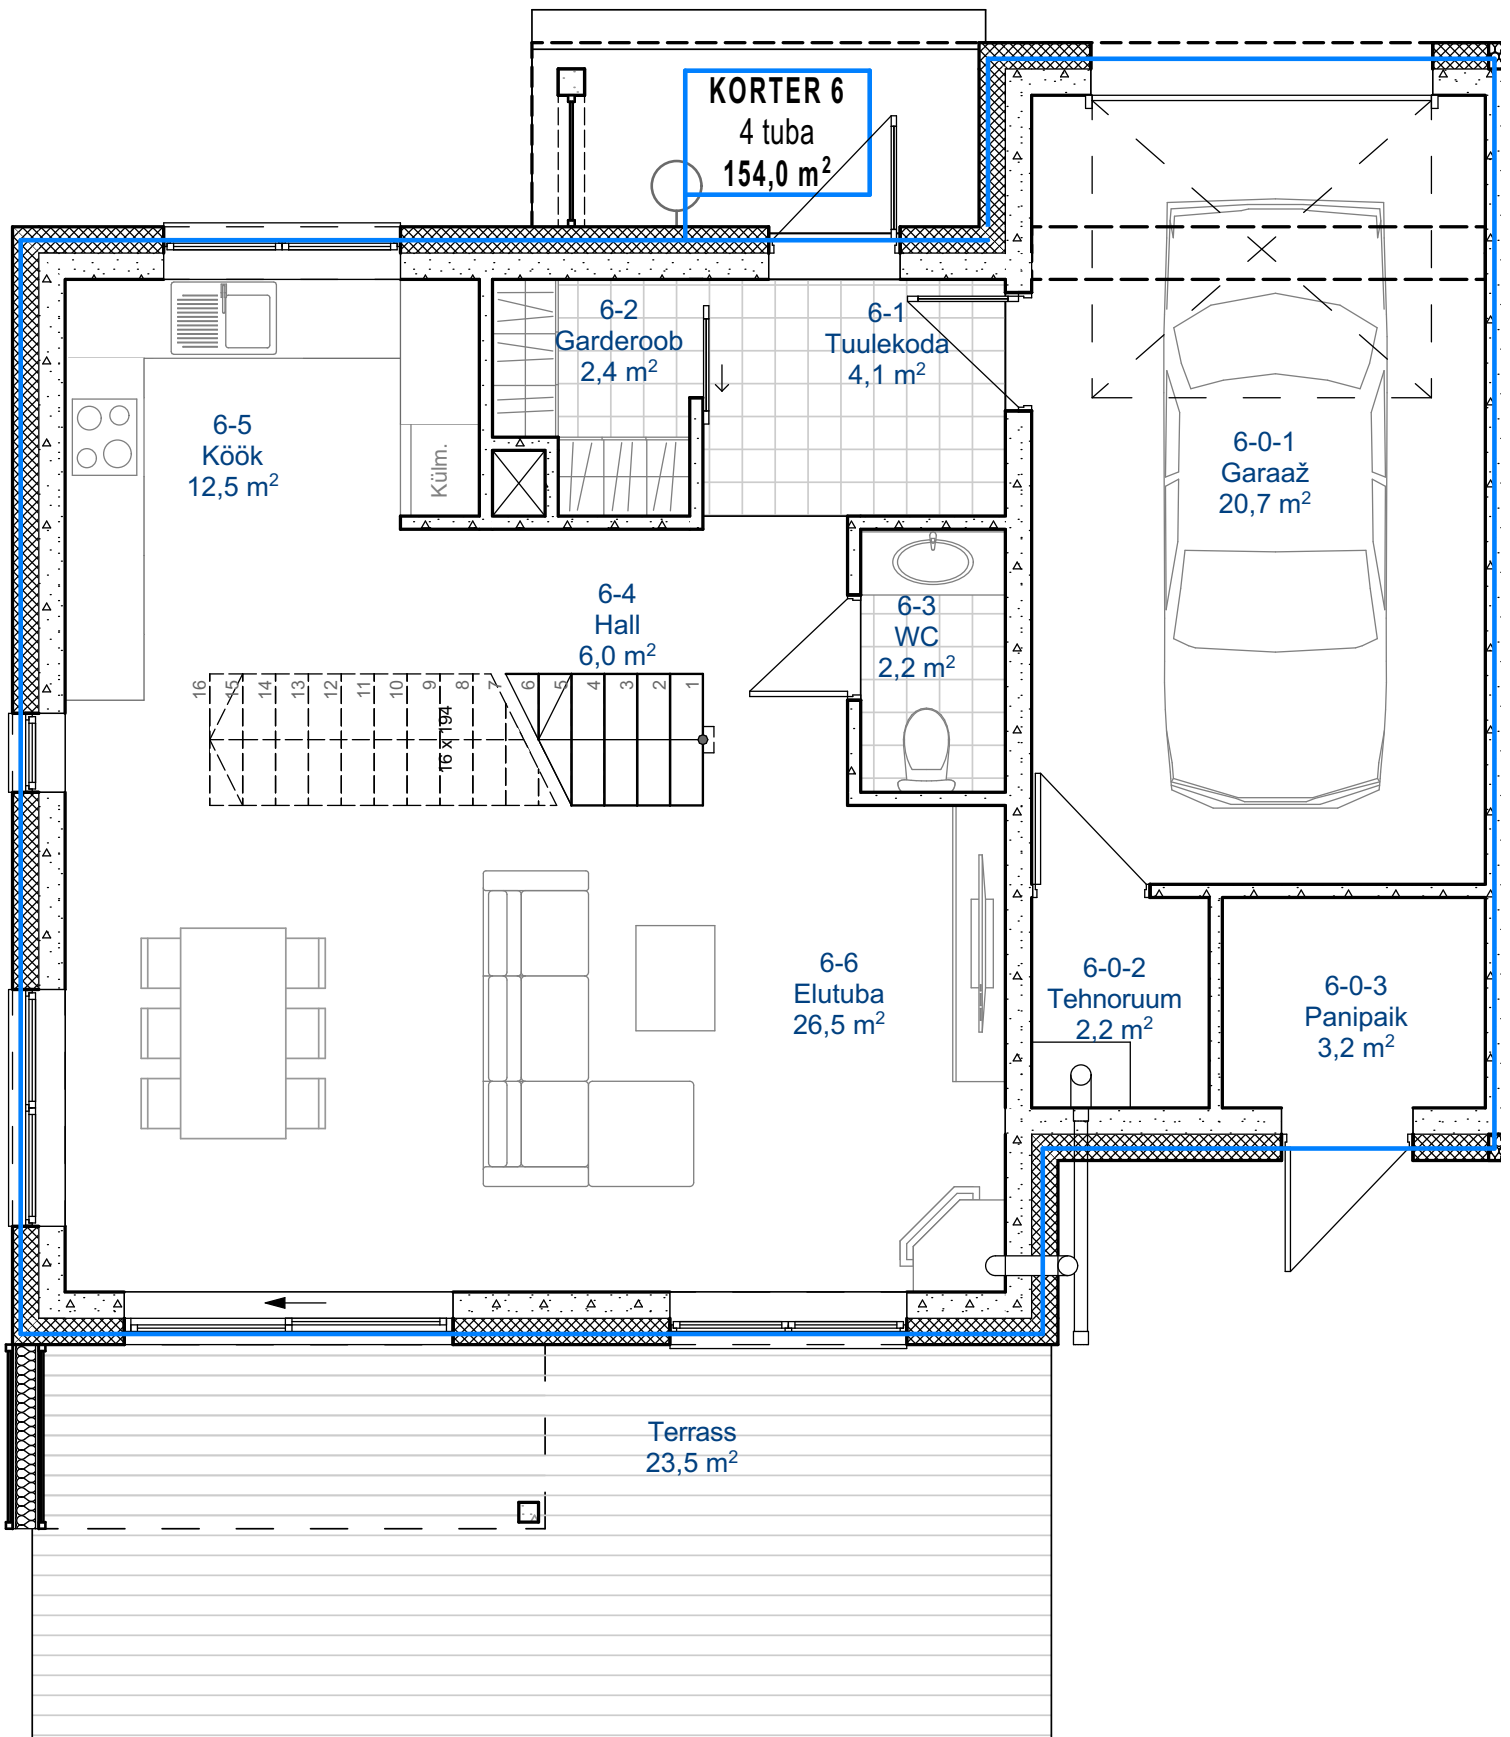 KORTER 6
4 tuba
154,0 m²
6-2
Garderoob
2,4 m²
6-1
Tuulekoda
4,1 m²
6-5
Köök
12,5 m²
Külm.
6-0-1
Garaaž
20,7 m²
6-4
Hall
6,0 m²
6-3
WC
2,2 m²
16 15 14 13 12 11 10 9 8 7 6 5 4 3 2 1
16 x 194
6-6
Elutuba
26,5 m²
6-0-2
Tehnoruum
2,2 m²
6-0-3
Panipaik
3,2 m²
Terrass
23,5 m²